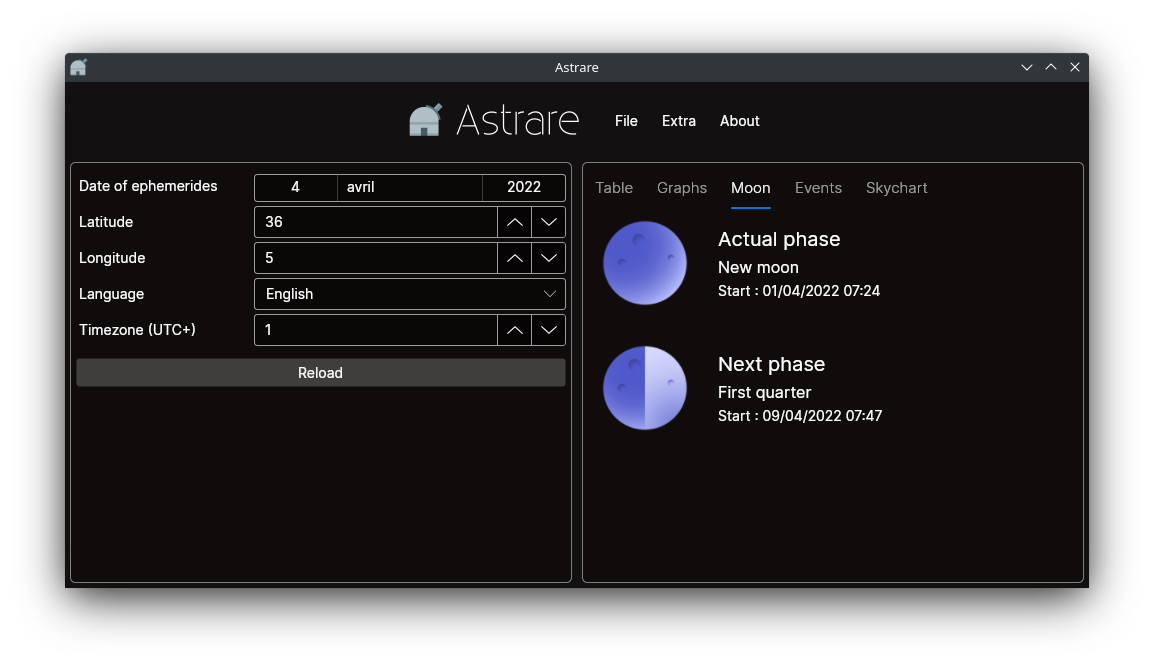 Astrare
Astrare File Extra About
Date of ephemerides 4 avril 2022
Latitude 36
Longitude 5
Language English
Timezone (UTC+) 1
Reload
Table Graphs Moon Events Skychart
Actual phase
New moon
Start : 01/04/2022 07:24
Next phase
First quarter
Start : 09/04/2022 07:47